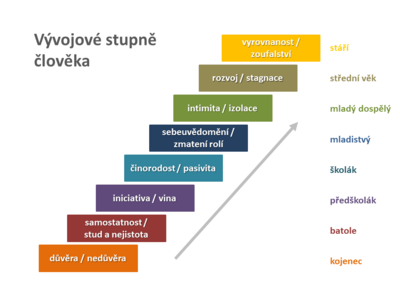 Vývojové stupně
člověka
vyrovnanost /
zoufalství
stáří
rozvoj / stagnace
střední věk
intimita / izolace
mladý dospělý
sebeuvědomění /
zmatení rolí
mladistvý
činorodost / pasivita
školák
iniciativa / vina
předškolák
samostatnost /
stud a nejistota
batole
důvěra / nedůvěra
kojenec